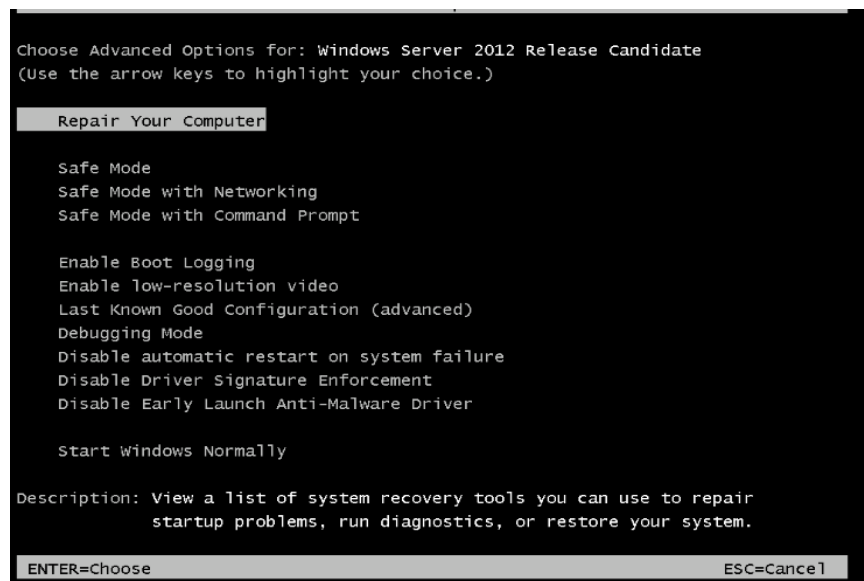 Choose Advanced Options for: Windows Server 2012 Release Candidate
(Use the arrow keys to highlight your choice.)
Repair Your Computer
Safe Mode
Safe Mode with Networking
Safe Mode with Command Prompt
Enable Boot Logging
Enable low-resolution video
Last Known Good Configuration (advanced)
Debugging Mode
Disable automatic restart on system failure
Disable Driver Signature Enforcement
Disable Early Launch Anti-Malware Driver
Start Windows Normally
Description: View a list of system recovery tools you can use to repair
startup problems, run diagnostics, or restore your system.
ENTER=Choose ESC=Cancel